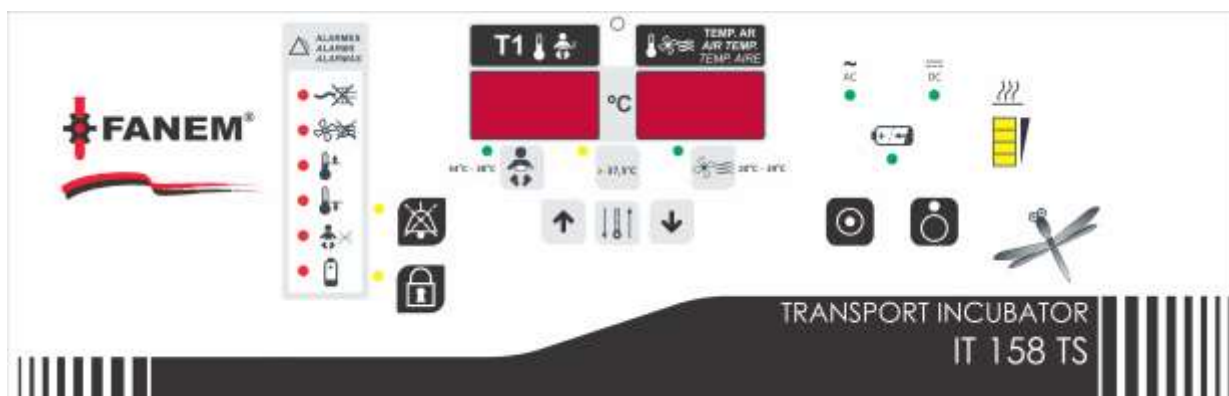 ALARMES
ALARMS
ALARMAS
FANEM®
T1
TEMP. AR
AIR TEMP.
TEMP. AIRE
°C
> 37,5°C
AC
DC
TRANSPORT INCUBATOR
IT 158 TS